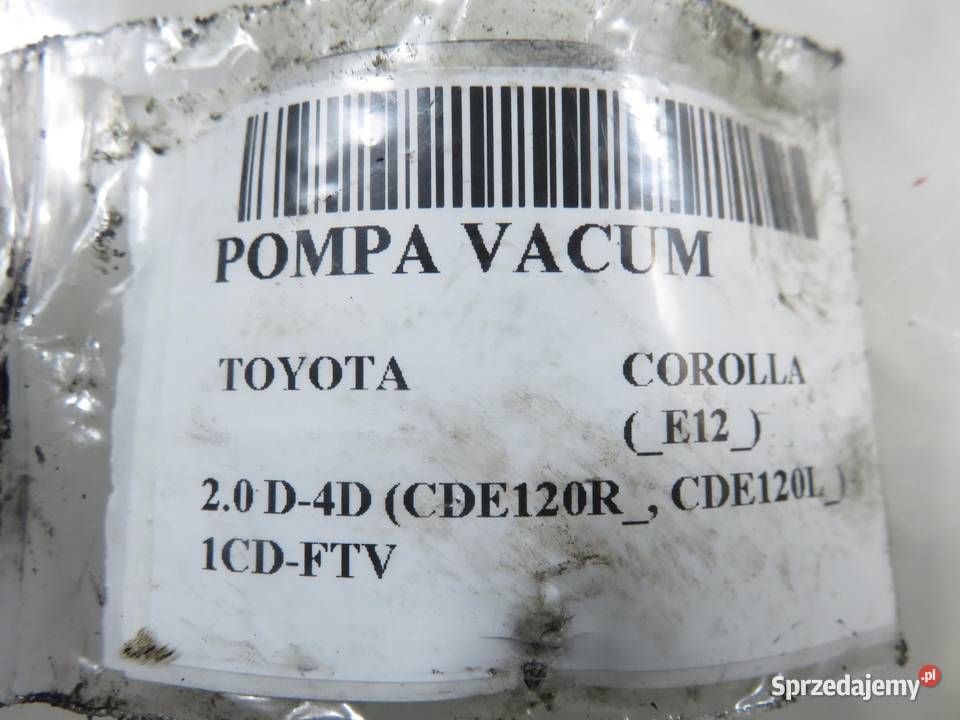 POMPA VACUM
TOYOTA COROLLA
(_E12_)
2.0 D-4D (CDE120R_, CDE120L_)
1CD-FTV
Sprzedajemy.pl